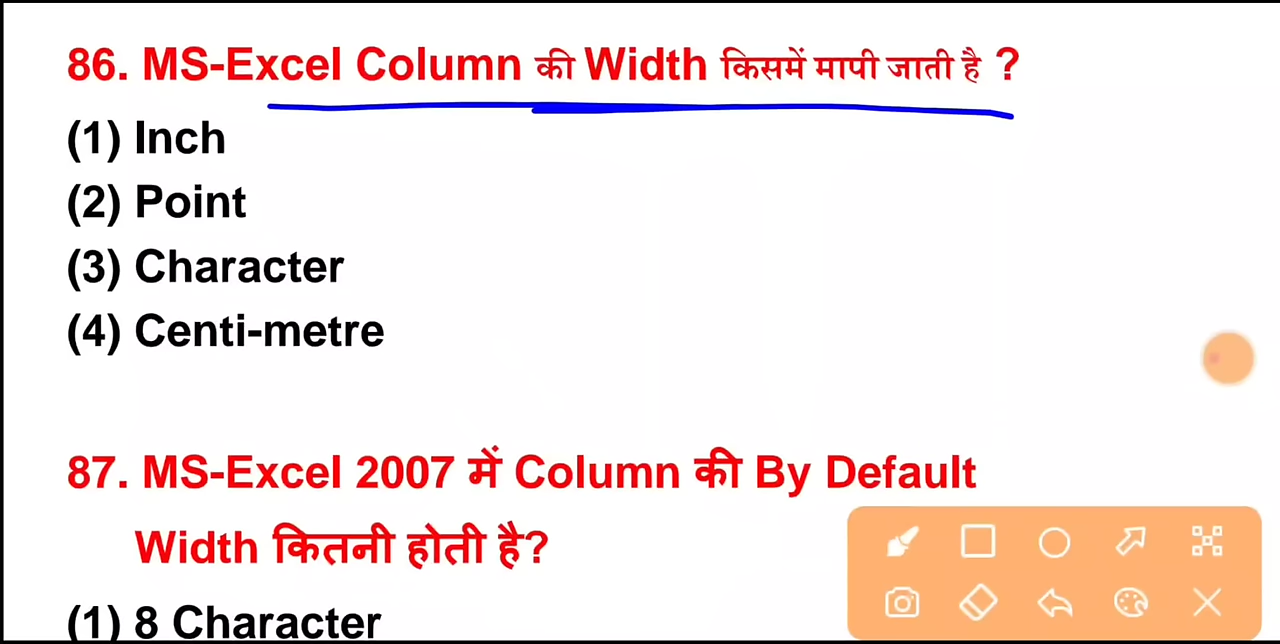 86. MS-Excel Column की Width किसमें मापी जाती है ?
(1) Inch
(2) Point
(3) Character
(4) Centi-metre
87. MS-Excel 2007 में Column की By Default
Width कितनी होती है?
(1) 8 Character